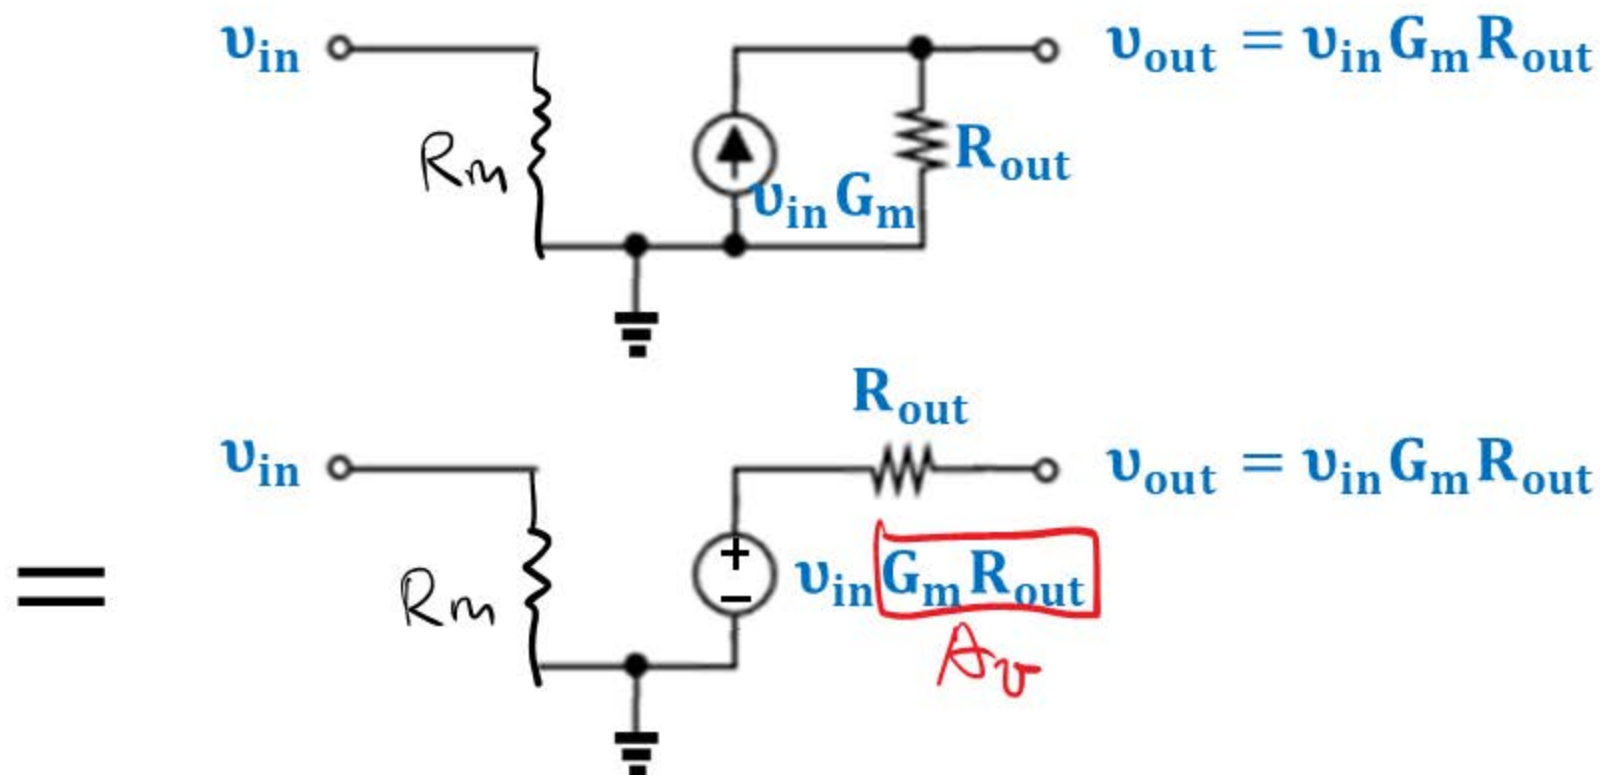 υin υout = υinGmRout
Rm Rout
υinGm
Rout
υin υout = υinGmRout
= Rm + − υinGmRout
Av